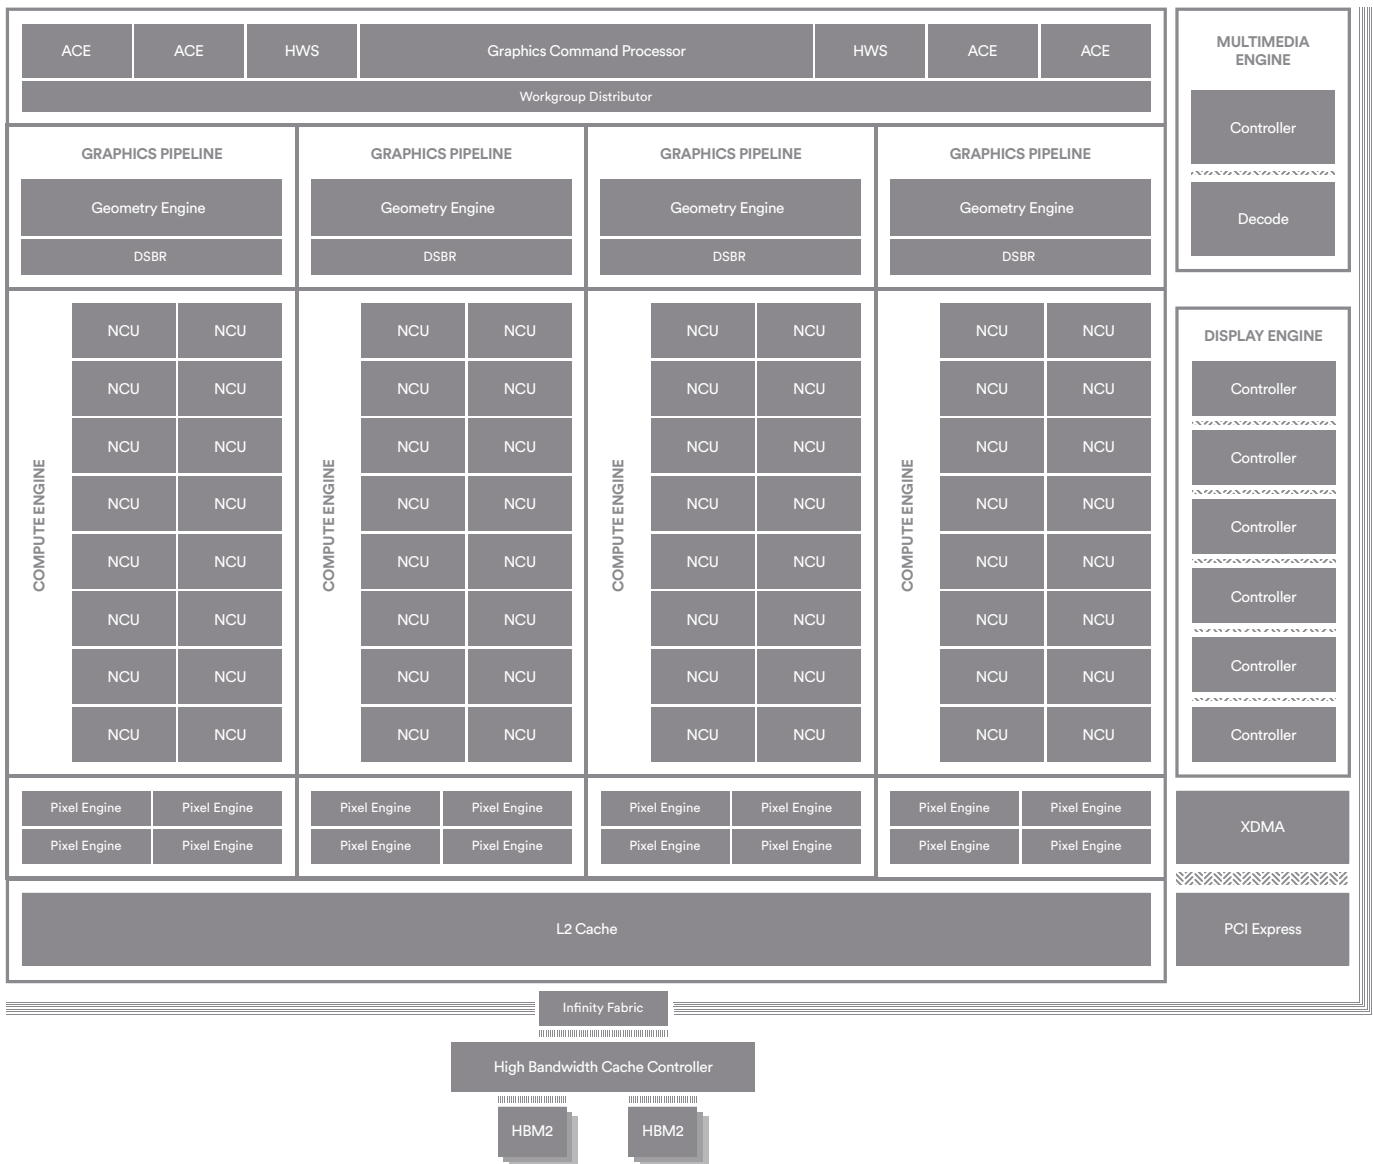 ACE
ACE
HWS
Graphics Command Processor
HWS
ACE
ACE
Workgroup Distributor
GRAPHICS PIPELINE
Geometry Engine
DSBR
GRAPHICS PIPELINE
Geometry Engine
DSBR
GRAPHICS PIPELINE
Geometry Engine
DSBR
GRAPHICS PIPELINE
Geometry Engine
DSBR
COMPUTE ENGINE
NCU NCU
NCU NCU
NCU NCU
NCU NCU
NCU NCU
NCU NCU
NCU NCU
NCU NCU
COMPUTE ENGINE
NCU NCU
NCU NCU
NCU NCU
NCU NCU
NCU NCU
NCU NCU
NCU NCU
NCU NCU
COMPUTE ENGINE
NCU NCU
NCU NCU
NCU NCU
NCU NCU
NCU NCU
NCU NCU
NCU NCU
NCU NCU
COMPUTE ENGINE
NCU NCU
NCU NCU
NCU NCU
NCU NCU
NCU NCU
NCU NCU
NCU NCU
NCU NCU
Pixel Engine Pixel Engine
Pixel Engine Pixel Engine
Pixel Engine Pixel Engine
Pixel Engine Pixel Engine
Pixel Engine Pixel Engine
Pixel Engine Pixel Engine
Pixel Engine Pixel Engine
Pixel Engine Pixel Engine
L2 Cache
MULTIMEDIA
ENGINE
Controller
Decode
DISPLAY ENGINE
Controller
Controller
Controller
Controller
Controller
Controller
XDMA
PCI Express
Infinity Fabric
High Bandwidth Cache Controller
HBM2
HBM2